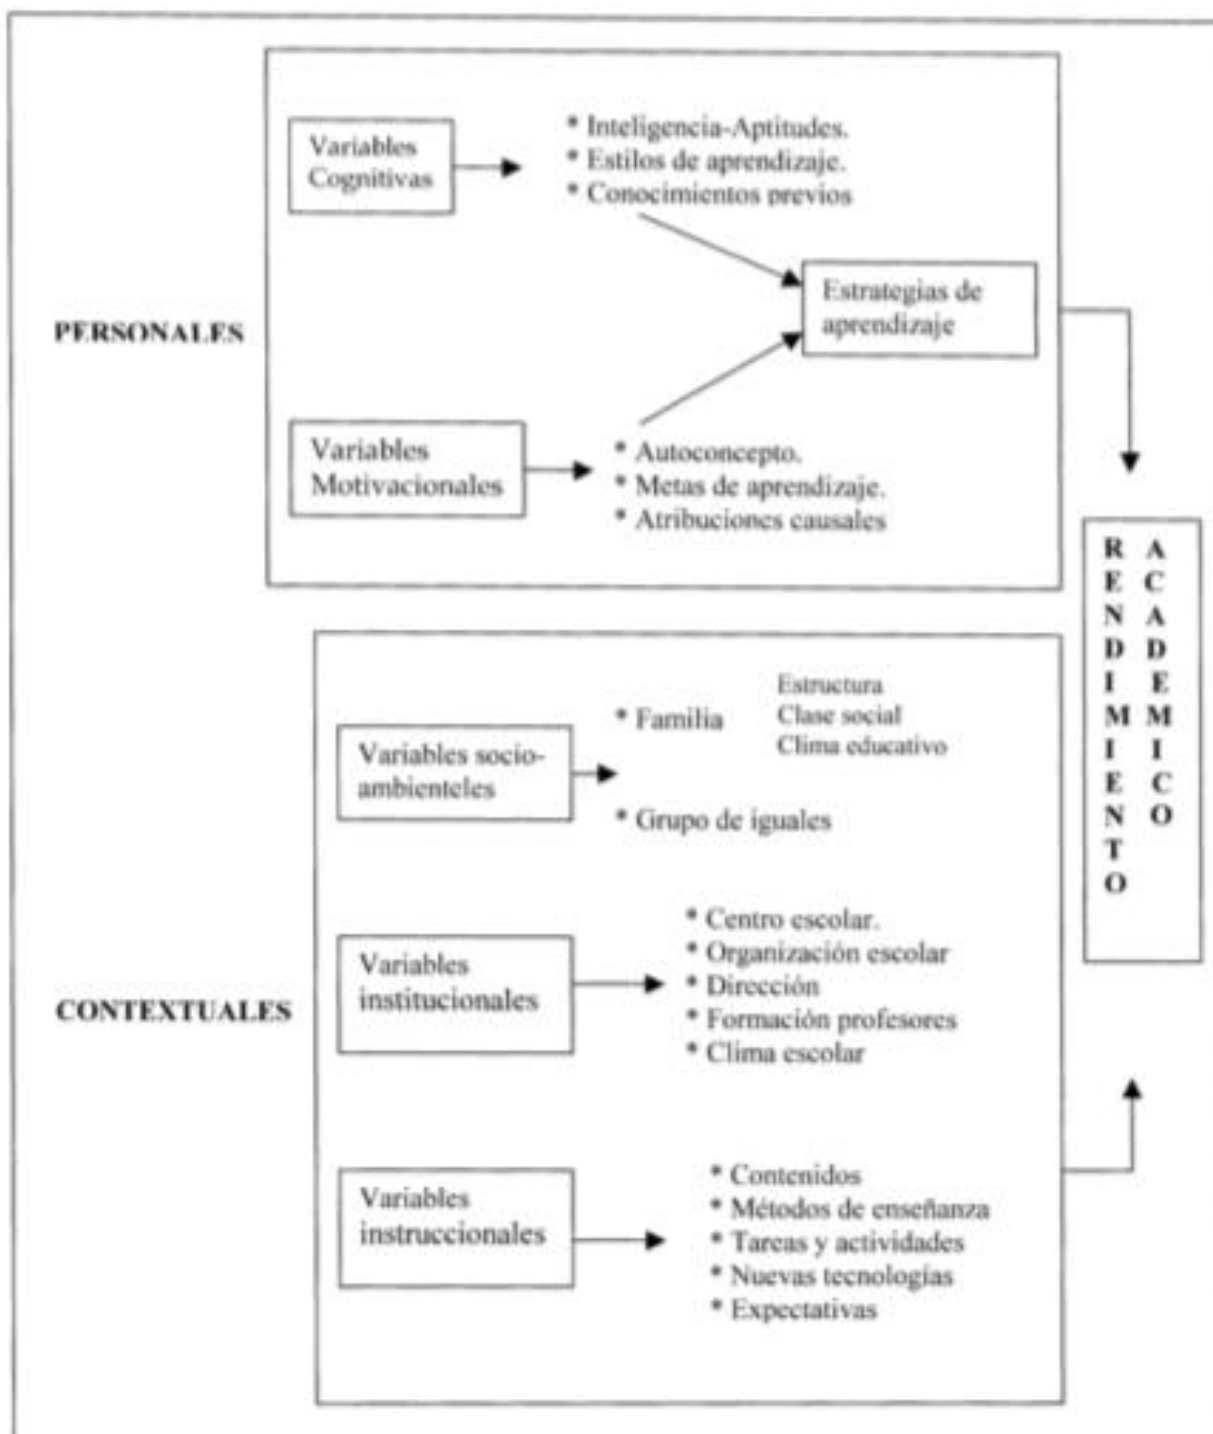 Variables
Cognitivas
* Inteligencia-Aptitudes.
* Estilos de aprendizaje.
* Conocimientos previos
Estrategias de
aprendizaje
PERSONALES
Variables
Motivacionales
* Autoconcepto.
* Metas de aprendizaje.
* Atribuciones causales
RENDIMIENTO
ACADEMICO
Variables socio-
ambienteles
* Familia
Estructura
Clase social
Clima educativo
* Grupo de iguales
CONTEXTUALES
Variables
institucionales
* Centro escolar.
* Organización escolar
* Dirección
* Formación profesores
* Clima escolar
Variables
instruccionales
* Contenidos
* Métodos de enseñanza
* Tareas y actividades
* Nuevas tecnologías
* Expectativas